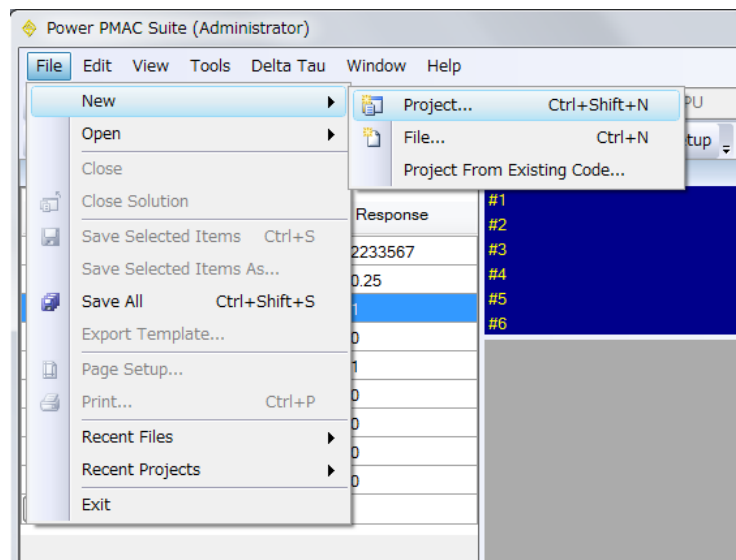 Power PMAC Suite (Administrator)
File Edit View Tools Delta Tau Window Help
New
Open
Close
Close Solution
Save Selected Items Ctrl+S
Save Selected Items As...
Save All Ctrl+Shift+S
Export Template...
Page Setup...
Print... Ctrl+P
Recent Files
Recent Projects
Exit
Project... Ctrl+Shift+N
File... Ctrl+N
Project From Existing Code...
PU
tup
Response
2233567
0.25
1
0
1
0
0
0
0
#1
#2
#3
#4
#5
#6